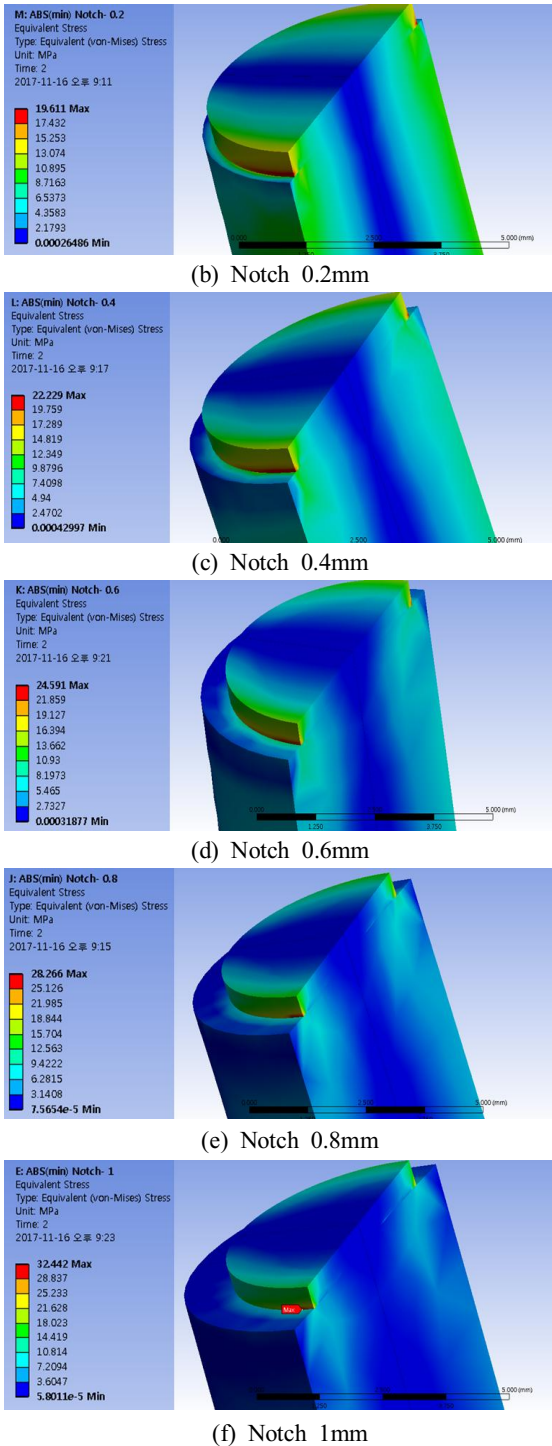 M: ABS(min) Notch- 0.2
Equivalent Stress
Type: Equivalent (von-Mises) Stress
Unit: MPa
Time: 2
2017-11-16 오후 9:11
19.611 Max
17.432
15.253
13.074
10.895
8.7163
6.5373
4.3583
2.1793
0.00026486 Min
0.000
2.500
5.000 (mm)
3.750
(b) Notch 0.2mm
L: ABS(min) Notch- 0.4
Equivalent Stress
Type: Equivalent (von-Mises) Stress
Unit: MPa
Time: 2
2017-11-16 오후 9:17
22.229 Max
19.759
17.289
14.819
12.349
9.8796
7.4098
4.94
2.4702
0.00042997 Min
0.000
2.500
5.000 (mm)
(c) Notch 0.4mm
K: ABS(min) Notch- 0.6
Equivalent Stress
Type: Equivalent (von-Mises) Stress
Unit: MPa
Time: 2
2017-11-16 오후 9:21
24.591 Max
21.859
19.127
16.394
13.662
10.93
8.1973
5.465
2.7327
0.00031877 Min
0.000
5.000 (mm)
1.250
3.750
(d) Notch 0.6mm
J: ABS(min) Notch- 0.8
Equivalent Stress
Type: Equivalent (von-Mises) Stress
Unit: MPa
Time: 2
2017-11-16 오후 9:15
28.266 Max
25.126
21.985
18.844
15.704
12.563
9.4222
6.2815
3.1408
7.5654e-5 Min
0.000
2.500
5.000 (mm)
(e) Notch 0.8mm
E: ABS(min) Notch- 1
Equivalent Stress
Type: Equivalent (von-Mises) Stress
Unit: MPa
Time: 2
2017-11-16 오후 9:23
32.442 Max
28.837
25.233
21.628
18.023
14.419
10.814
7.2094
3.6047
5.8011e-5 Min
Max
5.000 (mm)
3.750
(f) Notch 1mm